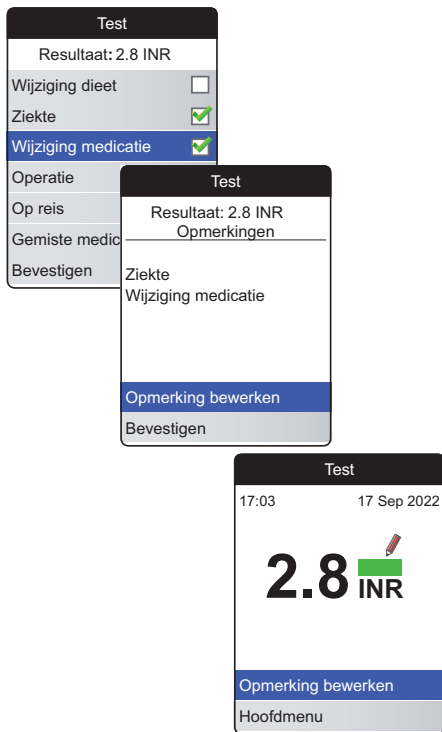 Test
Resultaat: 2.8 INR
Wijziging dieet
Ziekte
Wijziging medicatie
Operatie
Op reis
Gemiste medic
Bevestigen
Test
Resultaat: 2.8 INR
Opmerkingen
Ziekte
Wijziging medicatie
Opmerking bewerken
Bevestigen
Test
17:03 17 Sep 2022
2.8 INR
Opmerking bewerken
Hoofdmenu